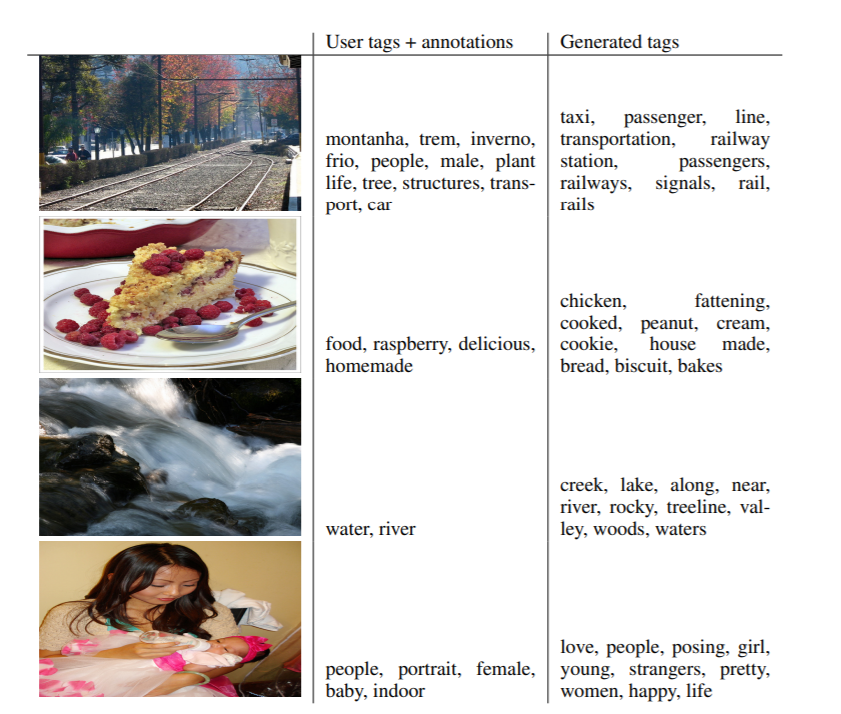 User tags + annotations
Generated tags
montanha, trem, inverno,
frio, people, male, plant
life, tree, structures, trans-
port, car
taxi, passenger, line,
transportation, railway
station, passengers,
railways, signals, rail,
rails
food, raspberry, delicious,
homemade
chicken, fattening,
cooked, peanut, cream,
cookie, house made,
bread, biscuit, bakes
water, river
creek, lake, along, near,
river, rocky, treeline, val-
ley, woods, waters
people, portrait, female,
baby, indoor
love, people, posing, girl,
young, strangers, pretty,
women, happy, life